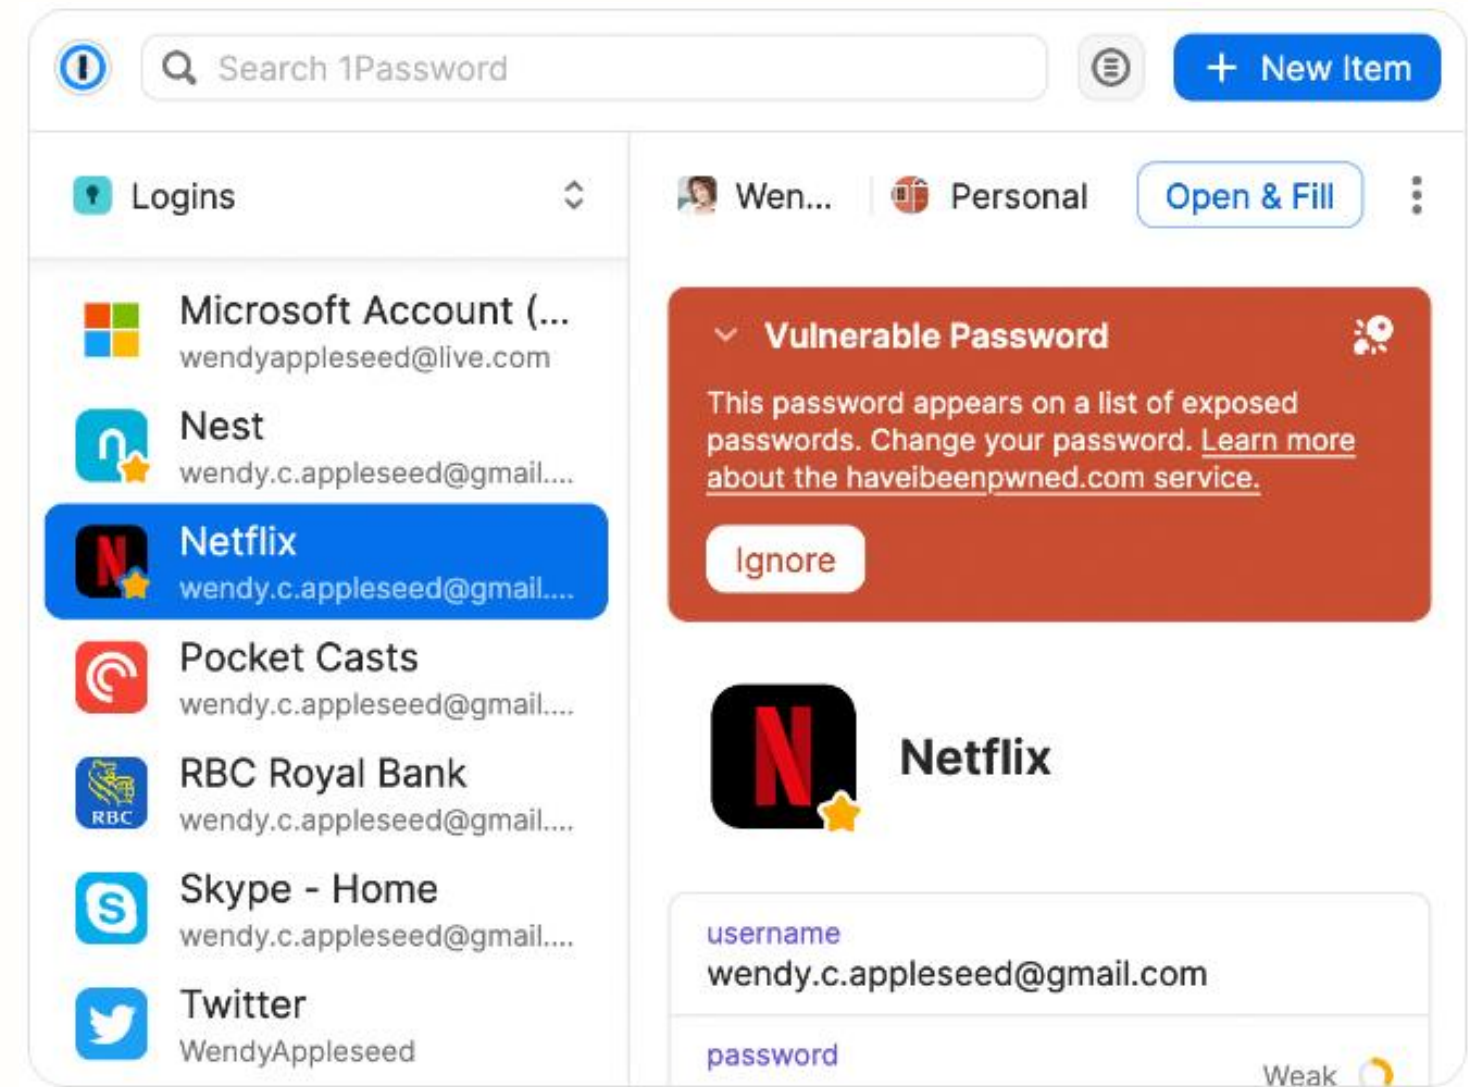 Search 1Password
+ New Item
Logins
Wen...
Personal
Open & Fill
Microsoft Account (...
wendyappleseed@live.com
Nest
wendy.c.appleseed@gmail....
Netflix
wendy.c.appleseed@gmail....
Pocket Casts
wendy.c.appleseed@gmail....
RBC
RBC Royal Bank
wendy.c.appleseed@gmail....
Skype - Home
wendy.c.appleseed@gmail....
Twitter
WendyAppleseed
Vulnerable Password
This password appears on a list of exposed
passwords. Change your password. Learn more
about the haveibeenpwned.com service.
Ignore
Netflix
username
wendy.c.appleseed@gmail.com
password
Weak